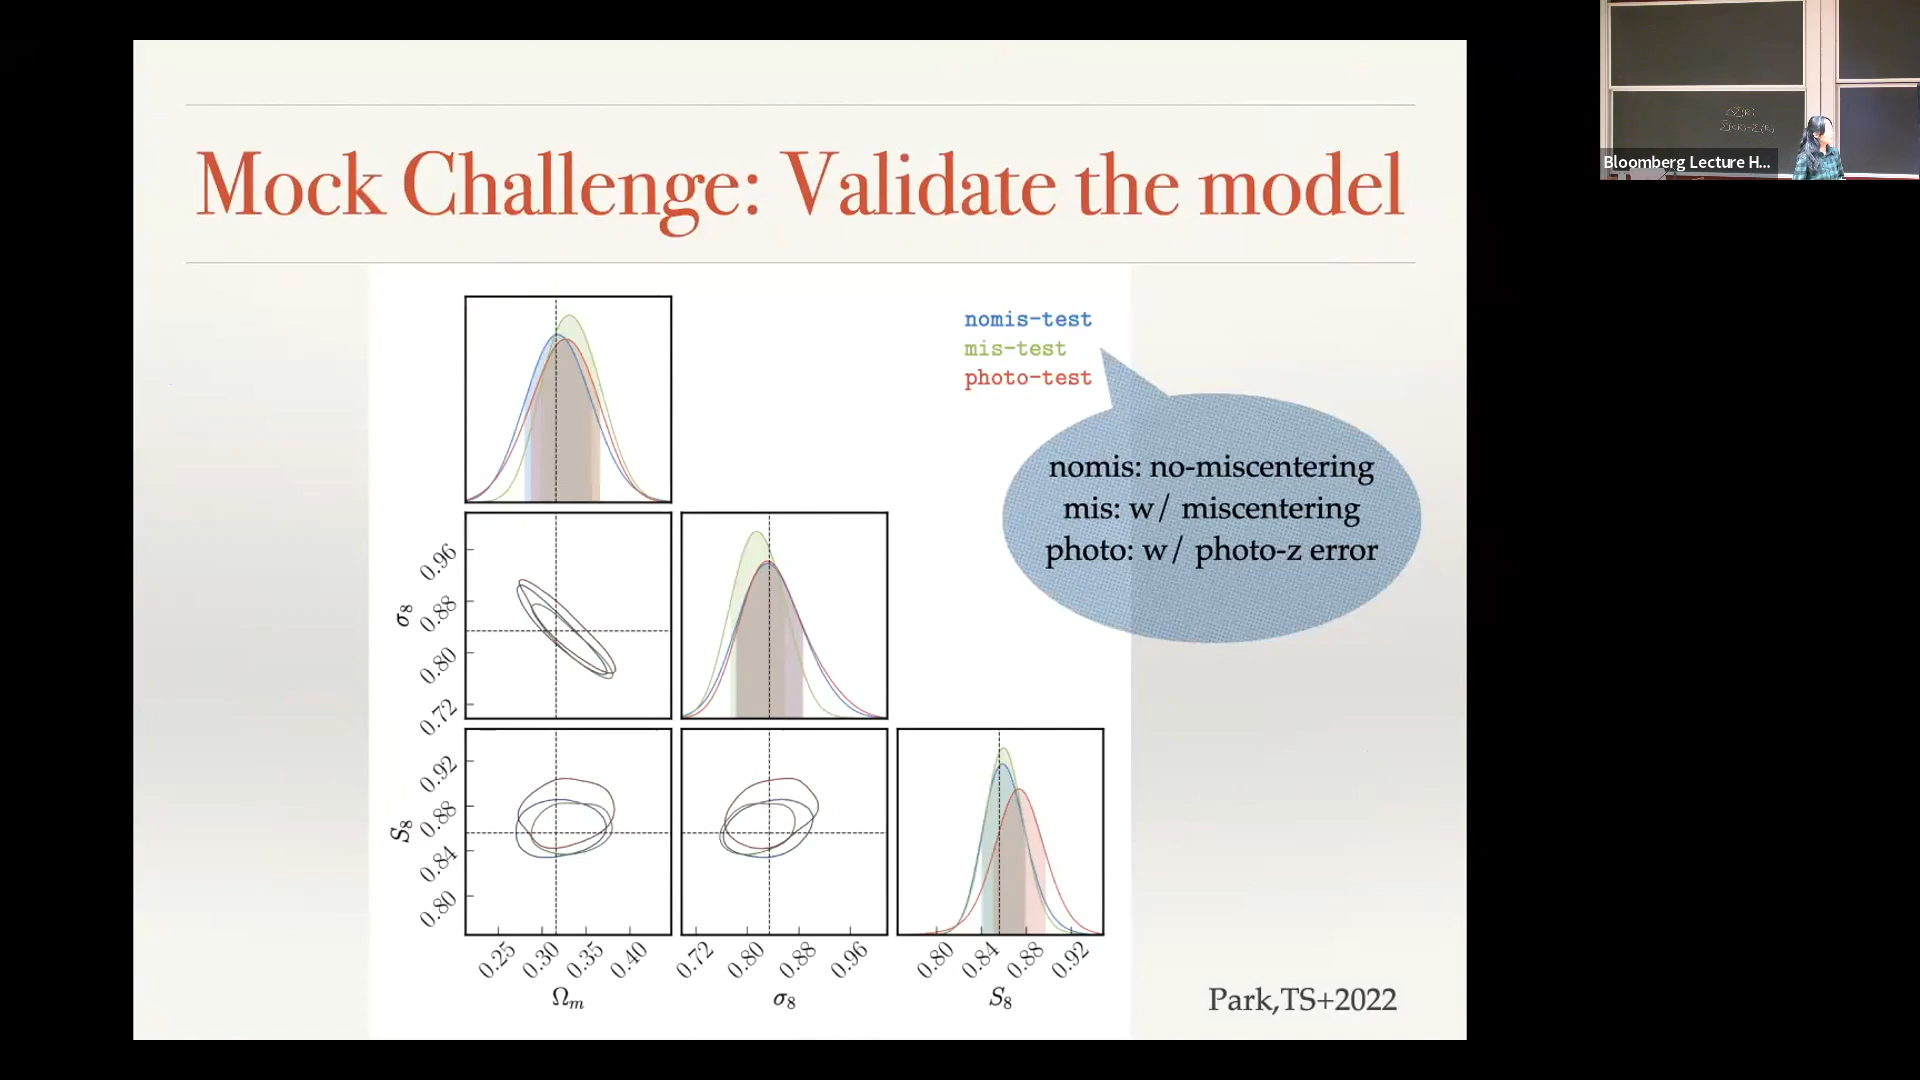 Mock Challenge: Validate the model
nomis-test
mis-test
photo-test
nomis: no-miscentering
mis: w/ miscentering
photo: w/ photo-z error
σ₈
0.96
0.88
0.80
0.72
S₈
0.92
0.88
0.84
0.80
0.25 0.30 0.35 0.40
0.72 0.80 0.88 0.96
0.80 0.84 0.88 0.92
Ωₘ
σ₈
S₈
Park,TS+2022
Bloomberg Lecture H...